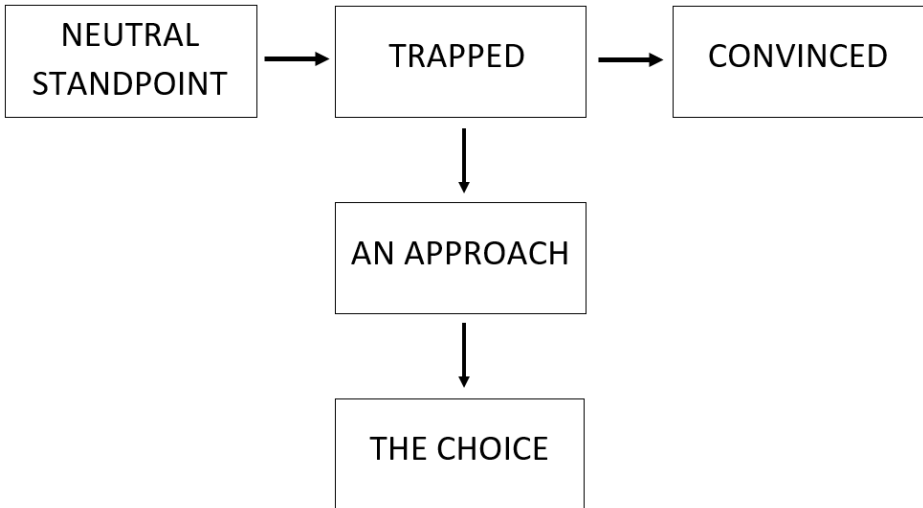 NEUTRAL
STANDPOINT
TRAPPED
CONVINCED
AN APPROACH
THE CHOICE